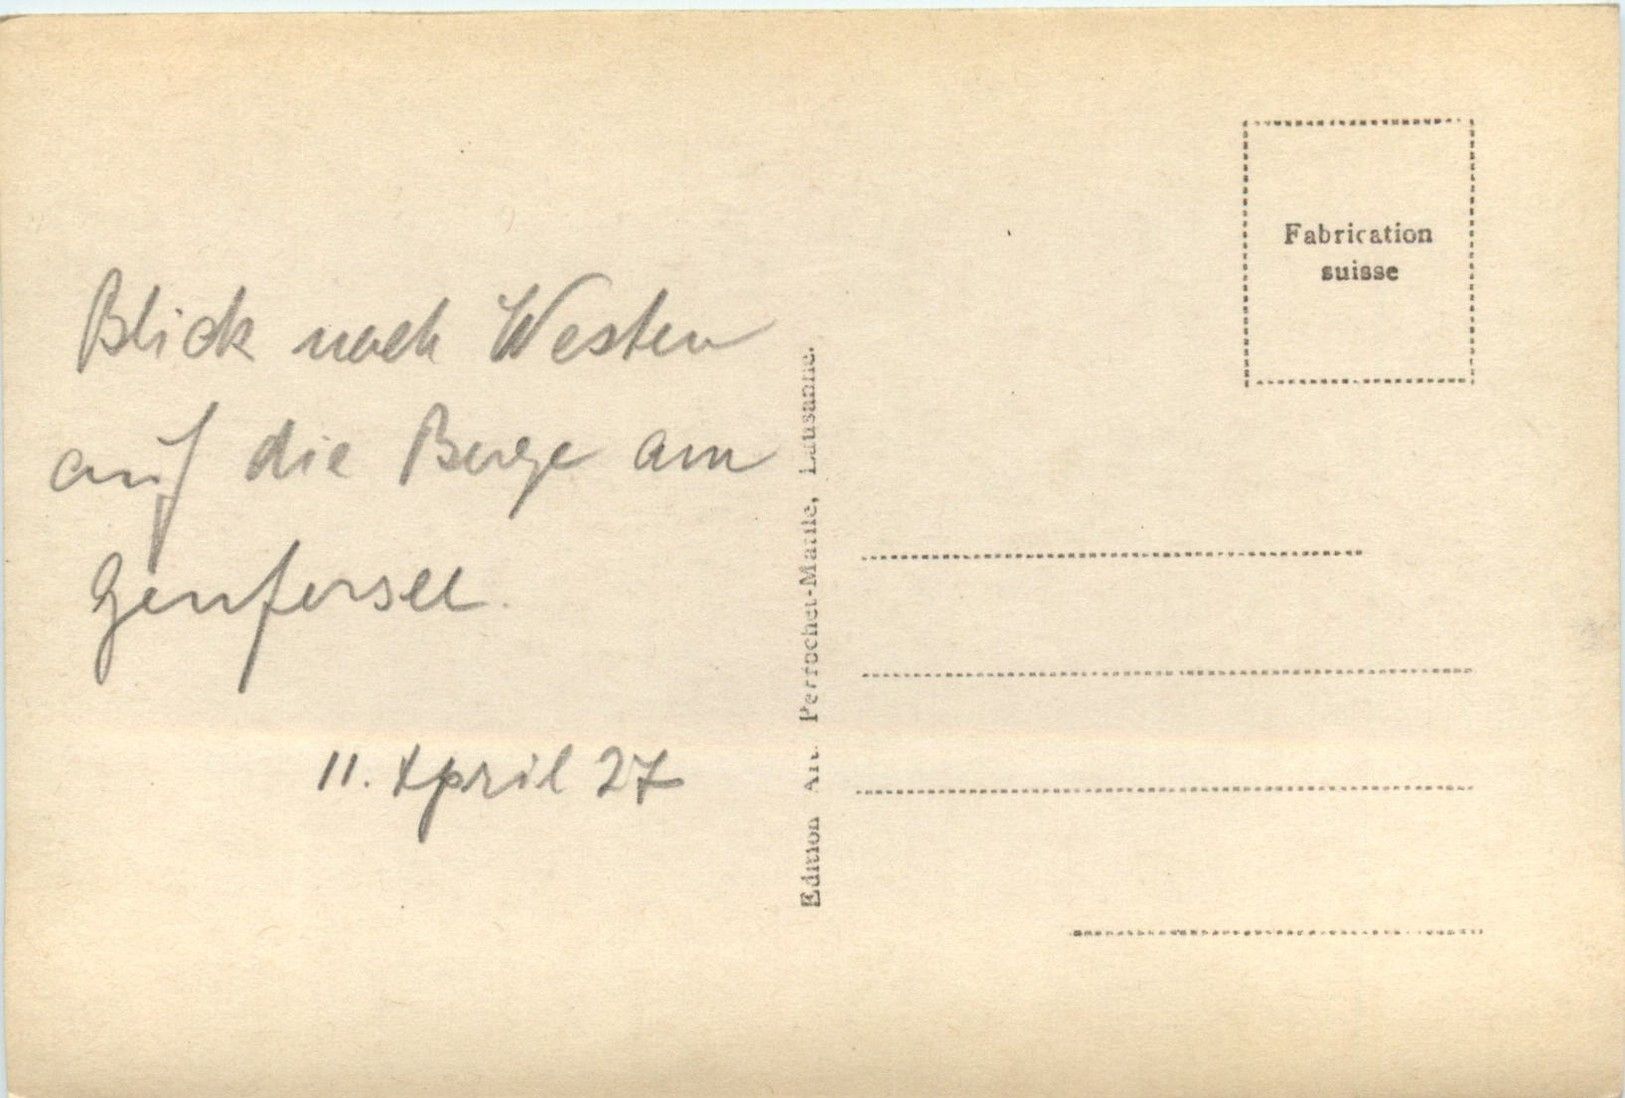 Blick nach Westen
auf die Berge am
Genfersee.
11. April 27
Edition Art. Perrochet-Matile, Lausanne.
Fabrication
suisse